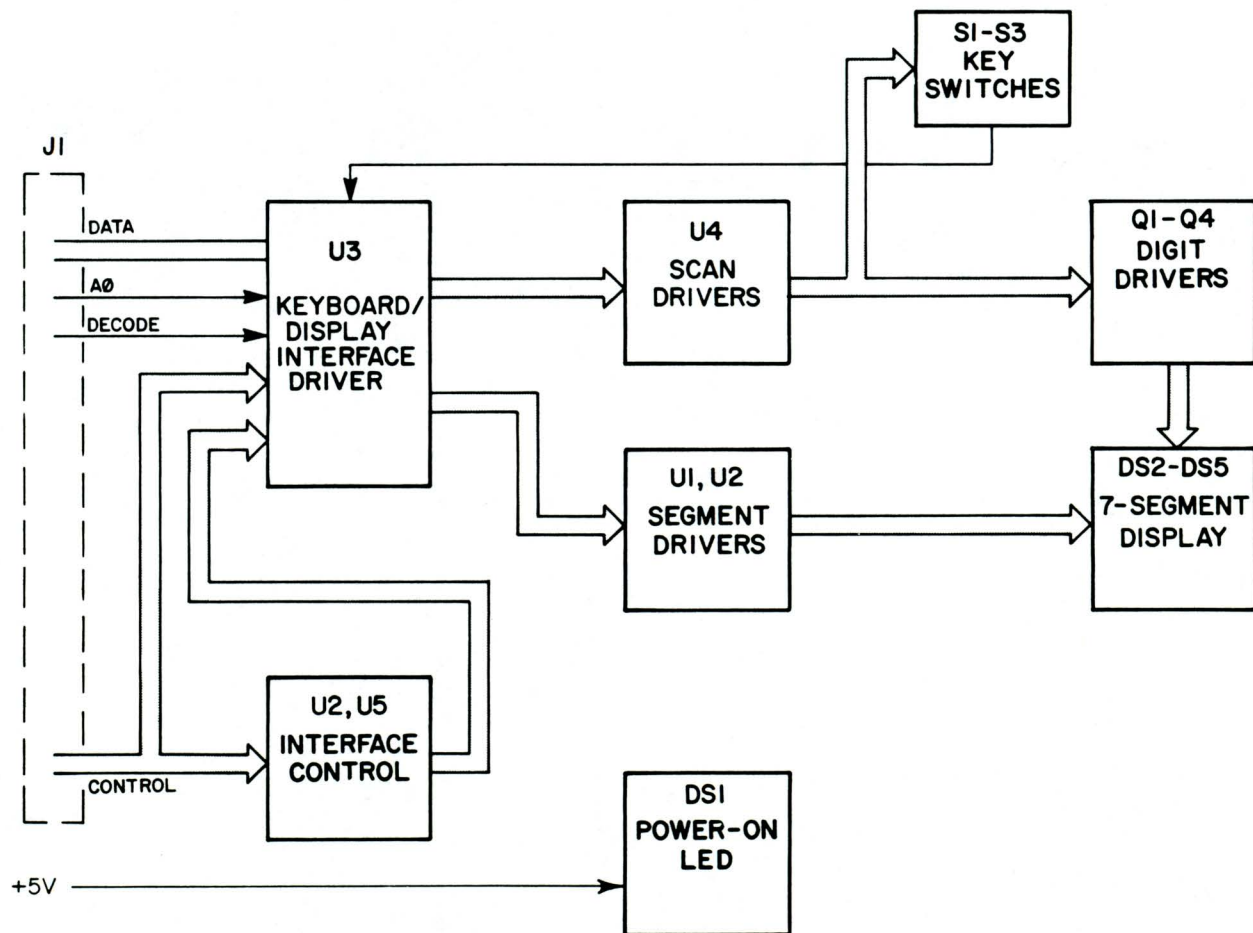 S1-S3
KEY
SWITCHES
J1
DATA
AØ
DECODE
CONTROL
U3
KEYBOARD/
DISPLAY
INTERFACE
DRIVER
U4
SCAN
DRIVERS
Q1-Q4
DIGIT
DRIVERS
U1, U2
SEGMENT
DRIVERS
DS2-DS5
7-SEGMENT
DISPLAY
U2, U5
INTERFACE
CONTROL
DS1
POWER-ON
LED
+5V